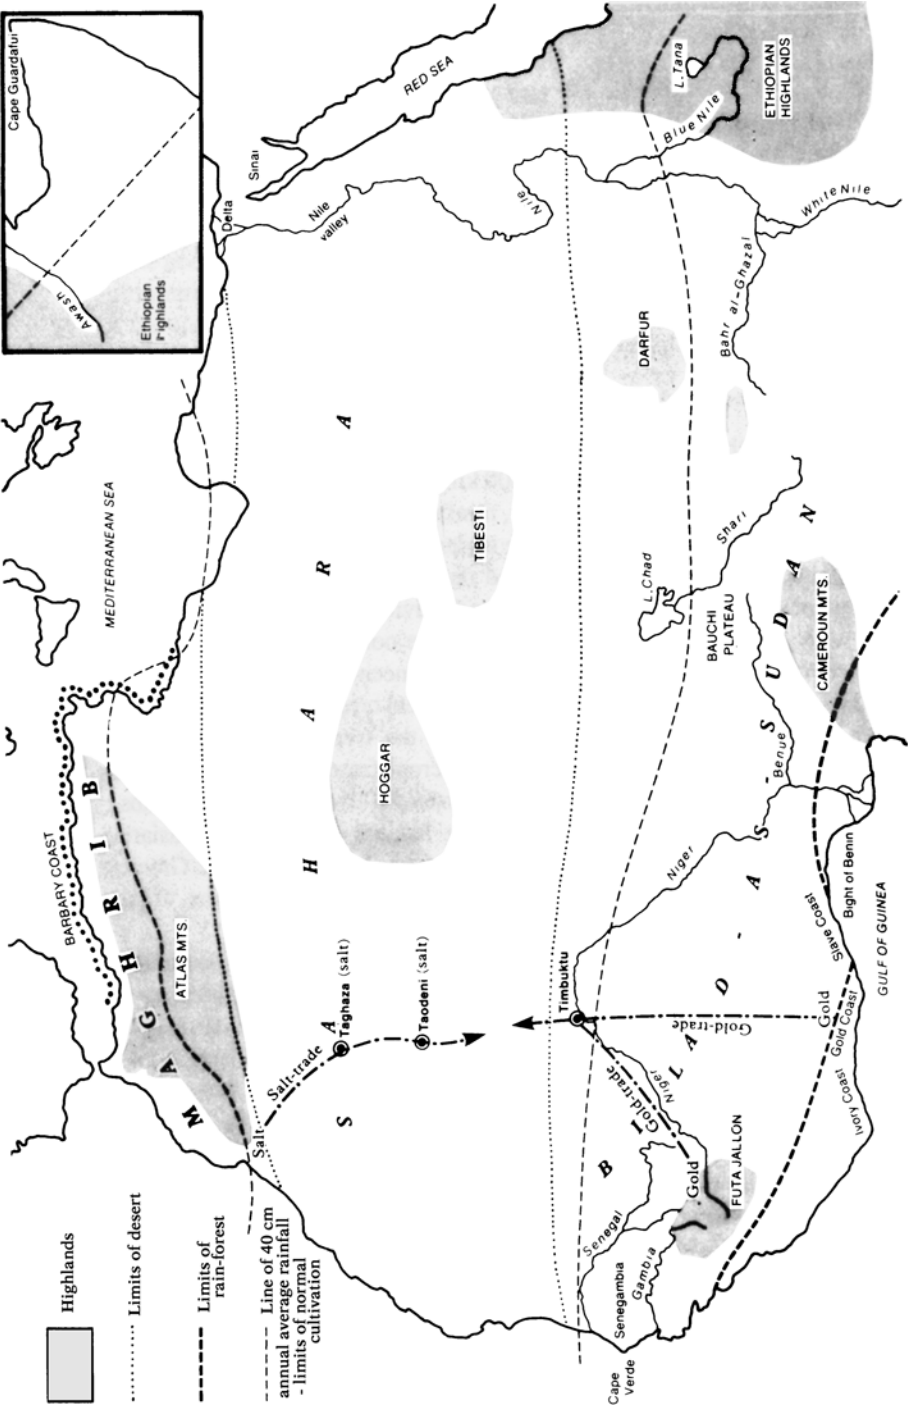 Highlands
Limits of desert
Limits of
rain-forest
Line of 40 cm
annual average rainfall
- limits of normal
cultivation
MEDITERRANEAN SEA
BARBARY COAST
MAGHRIB
ATLAS MTS.
Salt
Salt-trade
Taghaza (salt)
Taodeni (salt)
SAHARA
HOGGAR
TIBESTI
DARFUR
Delta
Sinai
Nile
valley
RED SEA
Nile
Blue Nile
L. Tana
ETHIOPIAN
HIGHLANDS
White Nile
Bahr al-Ghazal
Timbuktu
Gold-trade
Gold-trade
Niger
Niger
L. Chad
Shari
BAUCHI
PLATEAU
Benue
CAMEROUN MTS.
BILAD - AS - SUDAN
Senegal
Senegambia
Gambia
Cape
Verde
Gold
FUTA JALLON
Gold
Ivory Coast
Gold Coast
Slave Coast
Bight of Benin
GULF OF GUINEA
Cape Guardafui
Awash
Ethiopian
Highlands